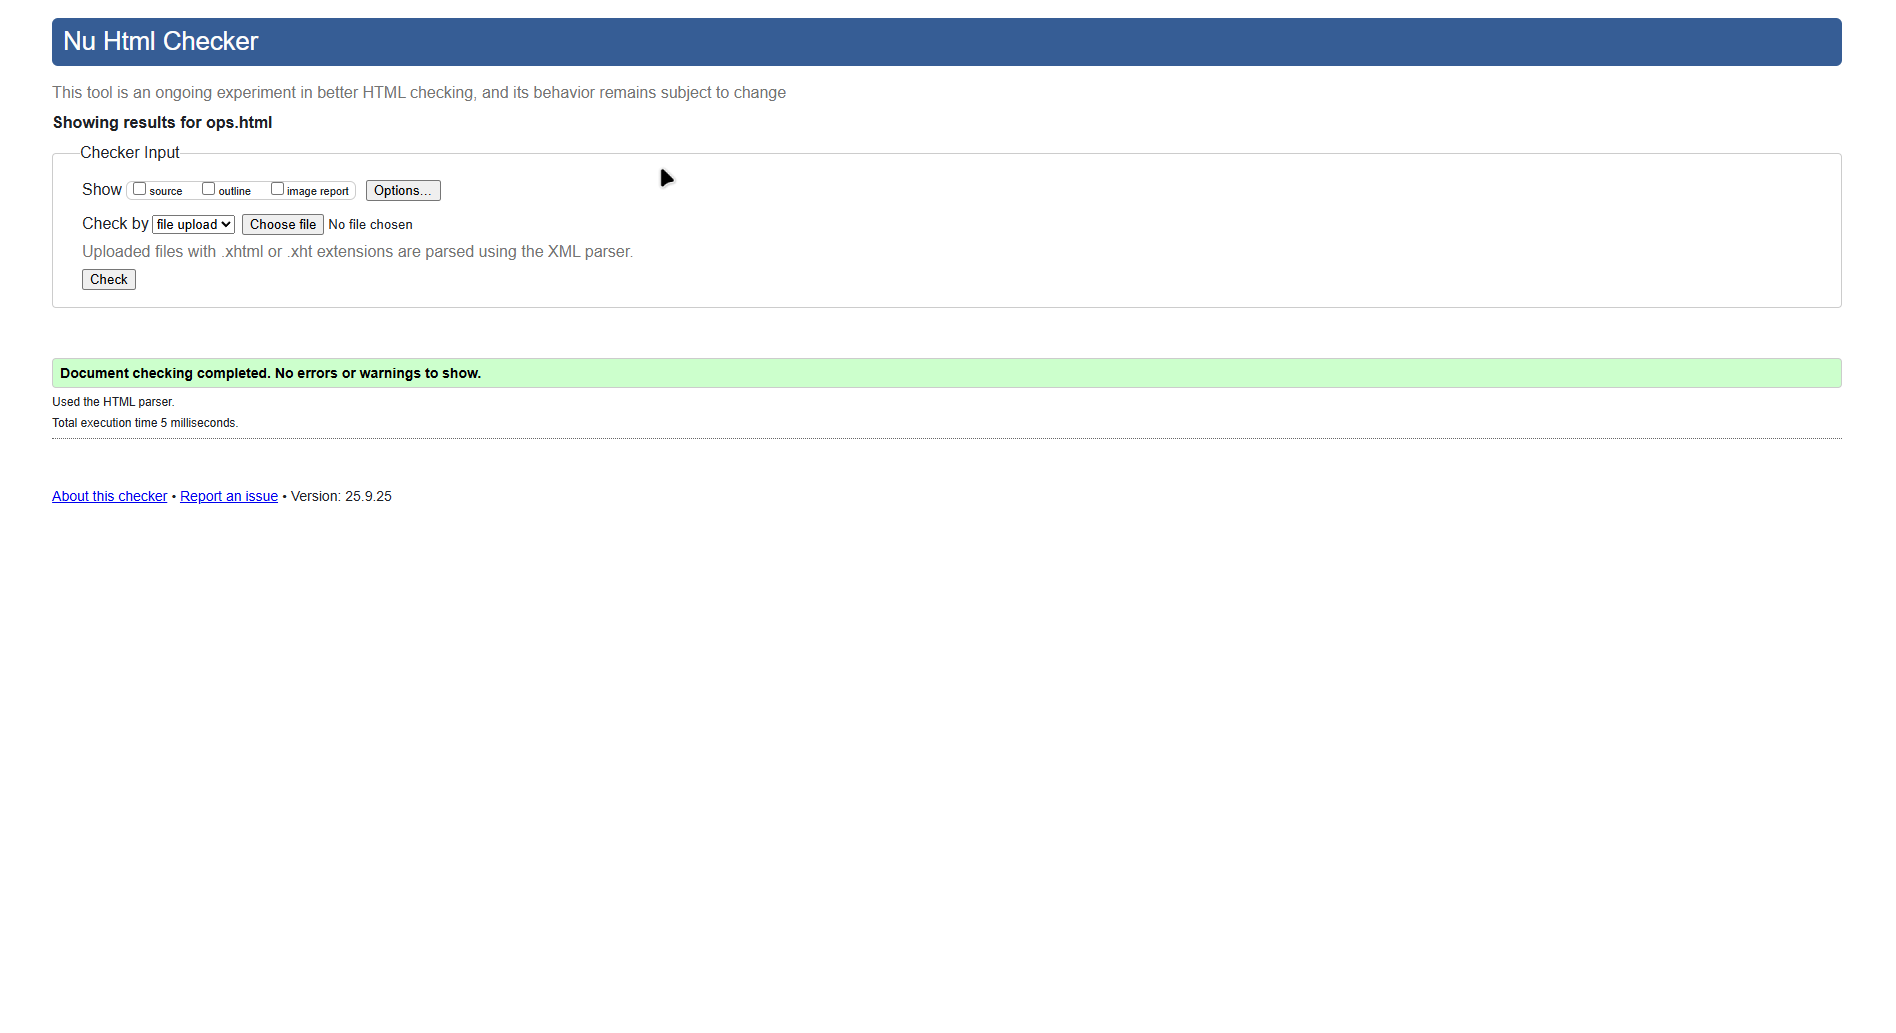 Nu Html Checker
This tool is an ongoing experiment in better HTML checking, and its behavior remains subject to change
Showing results for ops.html
Checker Input
Show source outline image report Options...
Check by file upload Choose file No file chosen
Uploaded files with .xhtml or .xht extensions are parsed using the XML parser.
Check
Document checking completed. No errors or warnings to show.
Used the HTML parser.
Total execution time 5 milliseconds.
About this checker • Report an issue • Version: 25.9.25